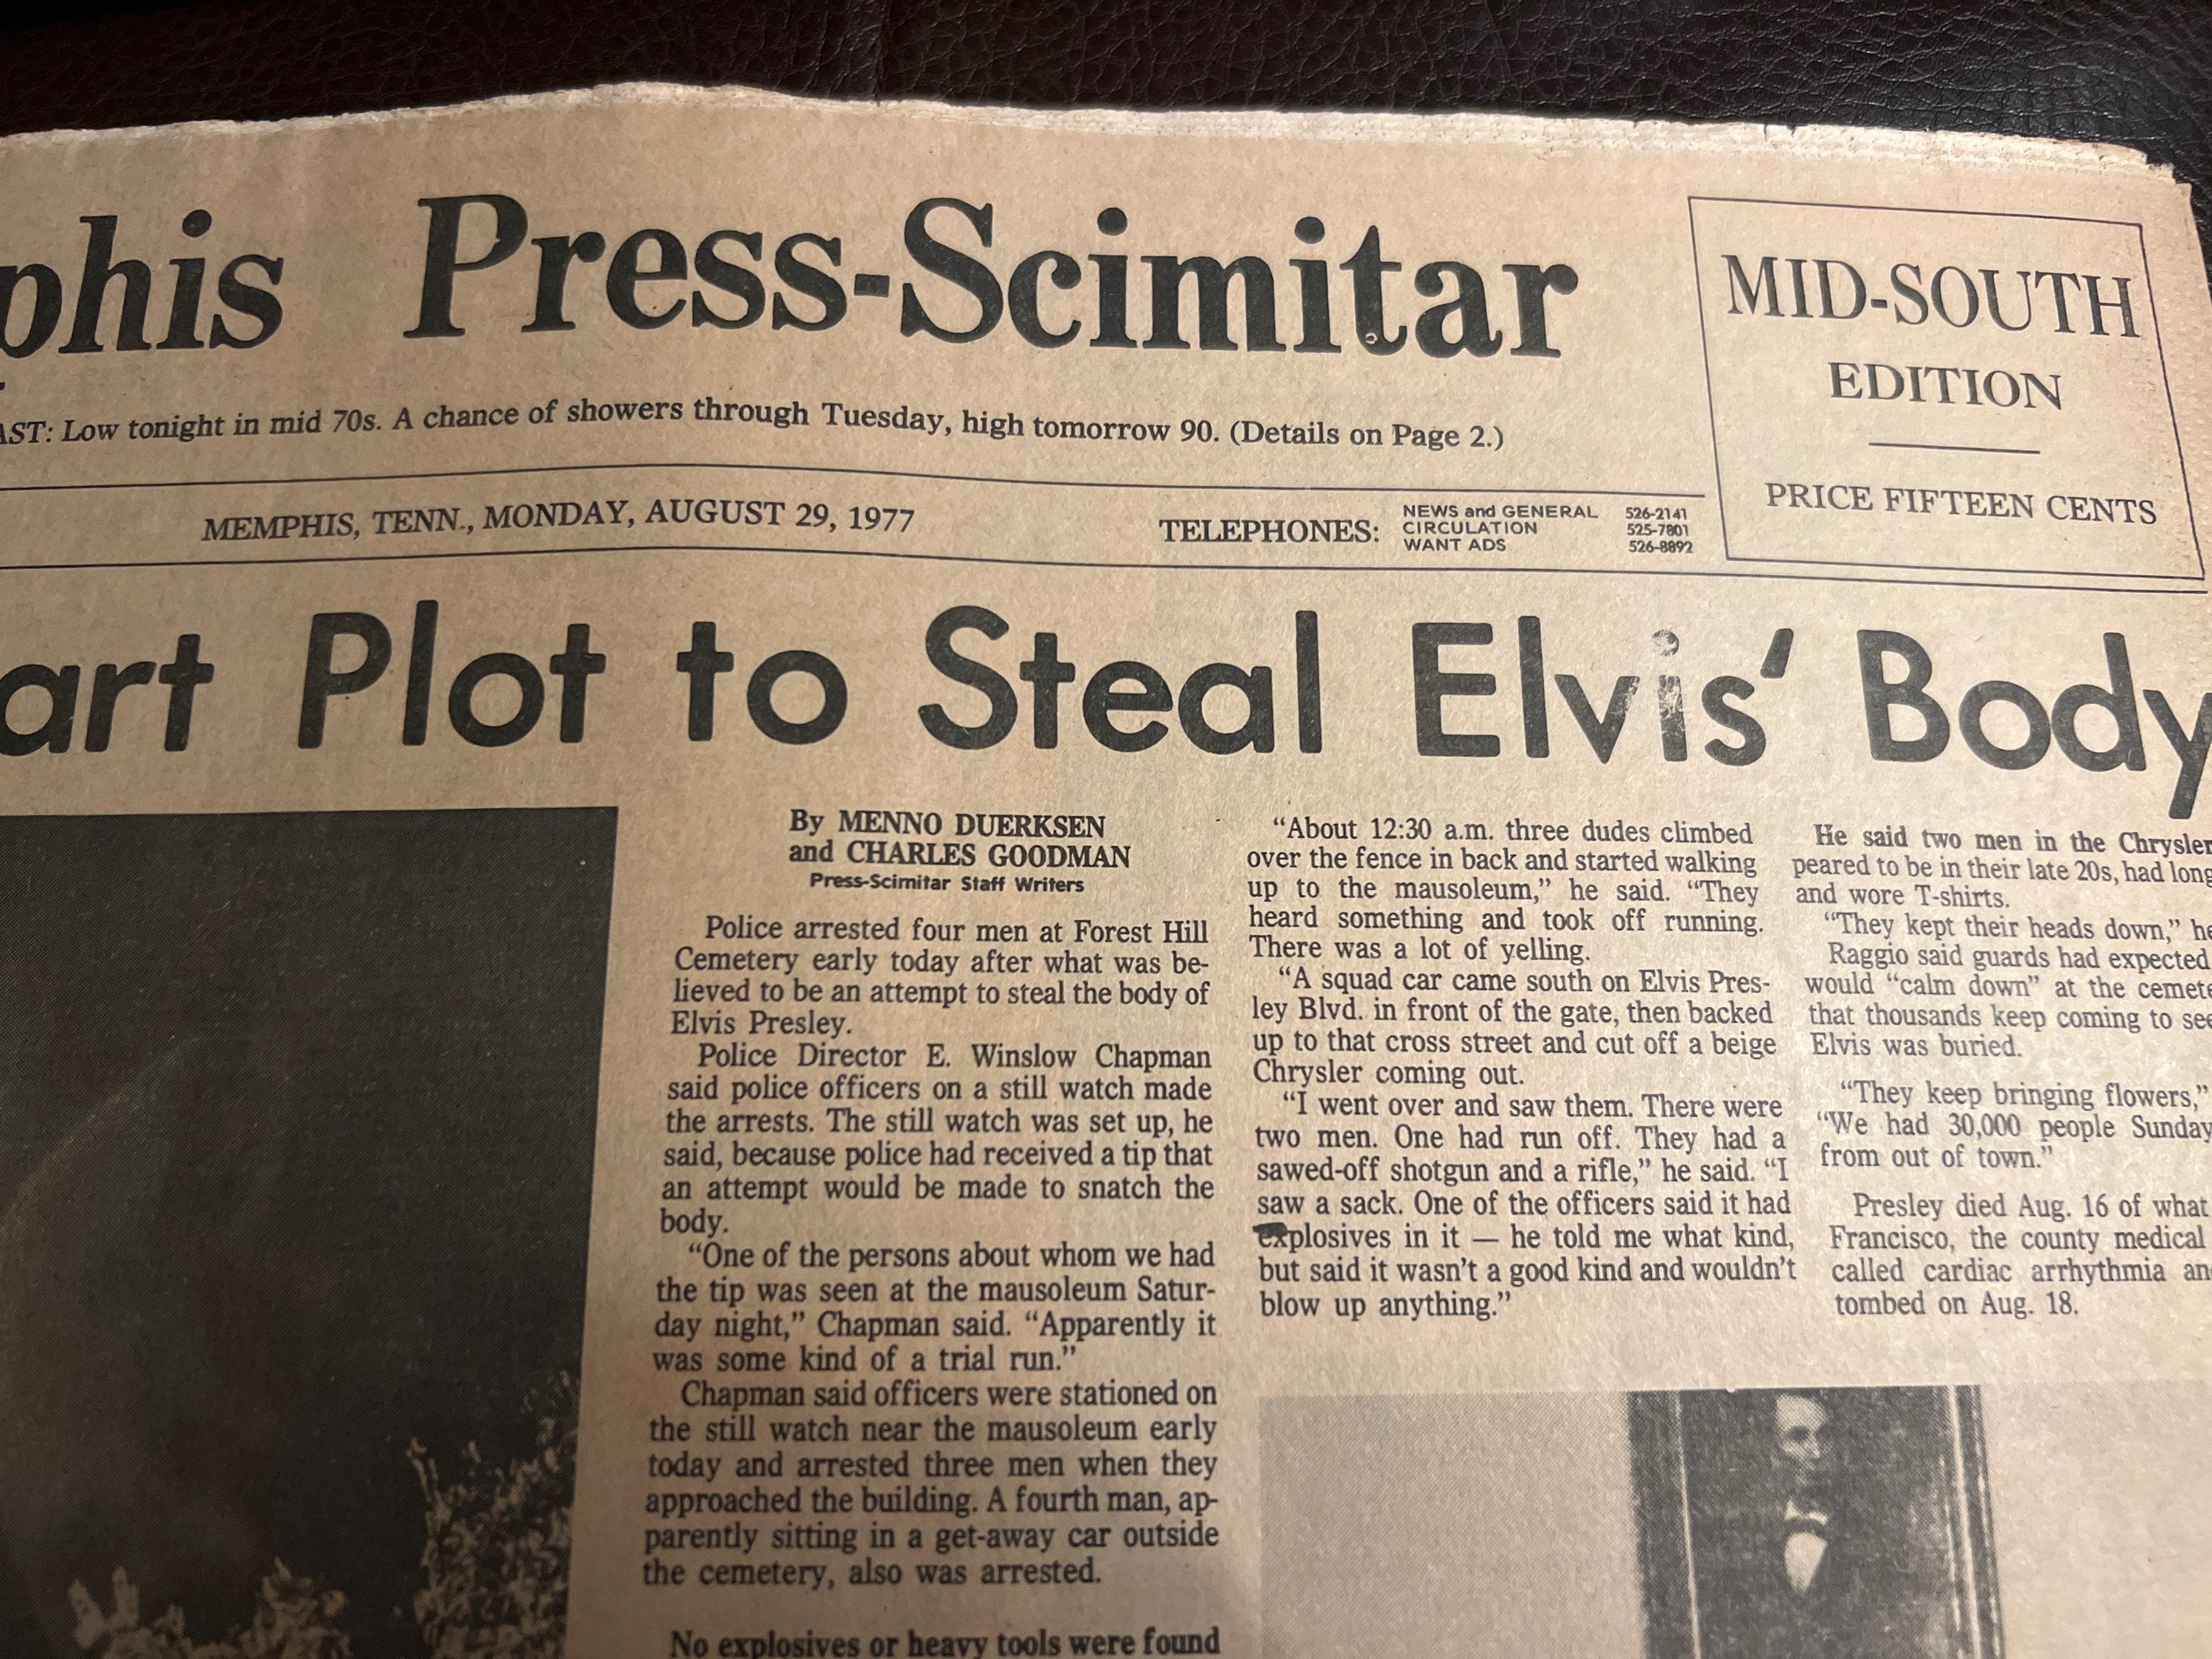 phis Press-Scimitar
MID-SOUTH
EDITION
PRICE FIFTEEN CENTS
AST: Low tonight in mid 70s. A chance of showers through Tuesday, high tomorrow 90. (Details on Page 2.)
MEMPHIS, TENN., MONDAY, AUGUST 29, 1977
TELEPHONES:
NEWS and GENERAL 526-2141
CIRCULATION 525-7801
WANT ADS 526-8892
art Plot to Steal Elvis' Body
By MENNO DUERKSEN
and CHARLES GOODMAN
Press-Scimitar Staff Writers
Police arrested four men at Forest Hill
Cemetery early today after what was be-
lieved to be an attempt to steal the body of
Elvis Presley.
Police Director E. Winslow Chapman
said police officers on a still watch made
the arrests. The still watch was set up, he
said, because police had received a tip that
an attempt would be made to snatch the
body.
“One of the persons about whom we had
the tip was seen at the mausoleum Satur-
day night,” Chapman said. “Apparently it
was some kind of a trial run.”
Chapman said officers were stationed on
the still watch near the mausoleum early
today and arrested three men when they
approached the building. A fourth man, ap-
parently sitting in a get-away car outside
the cemetery, also was arrested.
No explosives or heavy tools were found
“About 12:30 a.m. three dudes climbed
over the fence in back and started walking
up to the mausoleum,” he said. “They
heard something and took off running.
There was a lot of yelling.
“A squad car came south on Elvis Pres-
ley Blvd. in front of the gate, then backed
up to that cross street and cut off a beige
Chrysler coming out.
“I went over and saw them. There were
two men. One had run off. They had a
sawed-off shotgun and a rifle,” he said. “I
saw a sack. One of the officers said it had
explosives in it — he told me what kind,
but said it wasn't a good kind and wouldn't
blow up anything.”
He said two men in the Chrysler
peared to be in their late 20s, had long
and wore T-shirts.
“They kept their heads down,” he
Raggio said guards had expected
would “calm down” at the cemete
that thousands keep coming to see
Elvis was buried.
“They keep bringing flowers,”
“We had 30,000 people Sunday
from out of town.”
Presley died Aug. 16 of what
Francisco, the county medical
called cardiac arrhythmia an
tombed on Aug. 18.